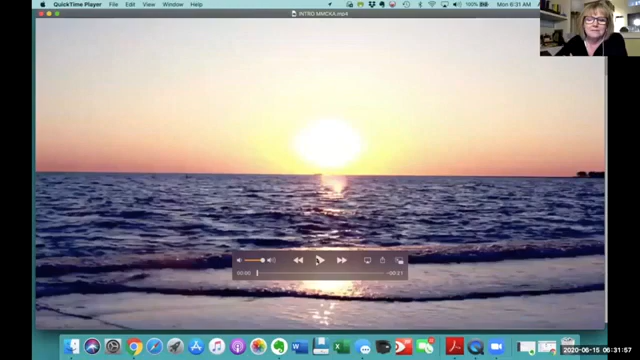 QuickTime Player File Edit View Window Help
100% Mon 6:31 AM
INTRO MMCKA.mp4
00:00 -00:21
2020-06-15 06:31:57